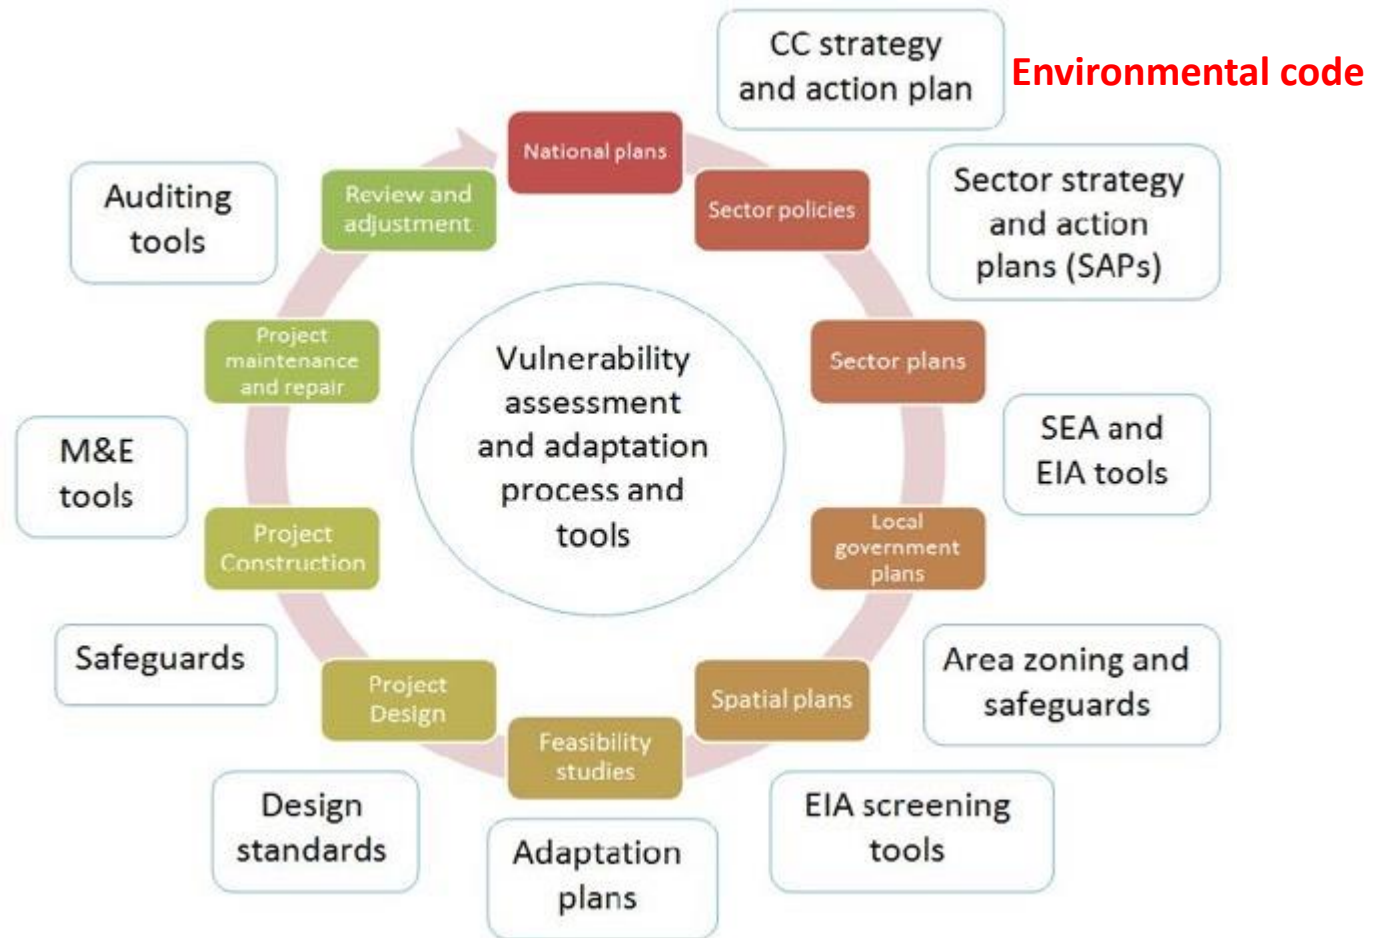 CC strategy
and action plan
Environmental code
National plans
Sector policies
Sector strategy
and action
plans (SAPs)
Sector plans
SEA and
EIA tools
Local
government
plans
Area zoning and
safeguards
Spatial plans
EIA screening
tools
Feasibility
studies
Adaptation
plans
Project
Design
Design
standards
Safeguards
Project
Construction
M&E
tools
Project
maintenance
and repair
Auditing
tools
Review and
adjustment
Vulnerability
assessment
and adaptation
process and
tools